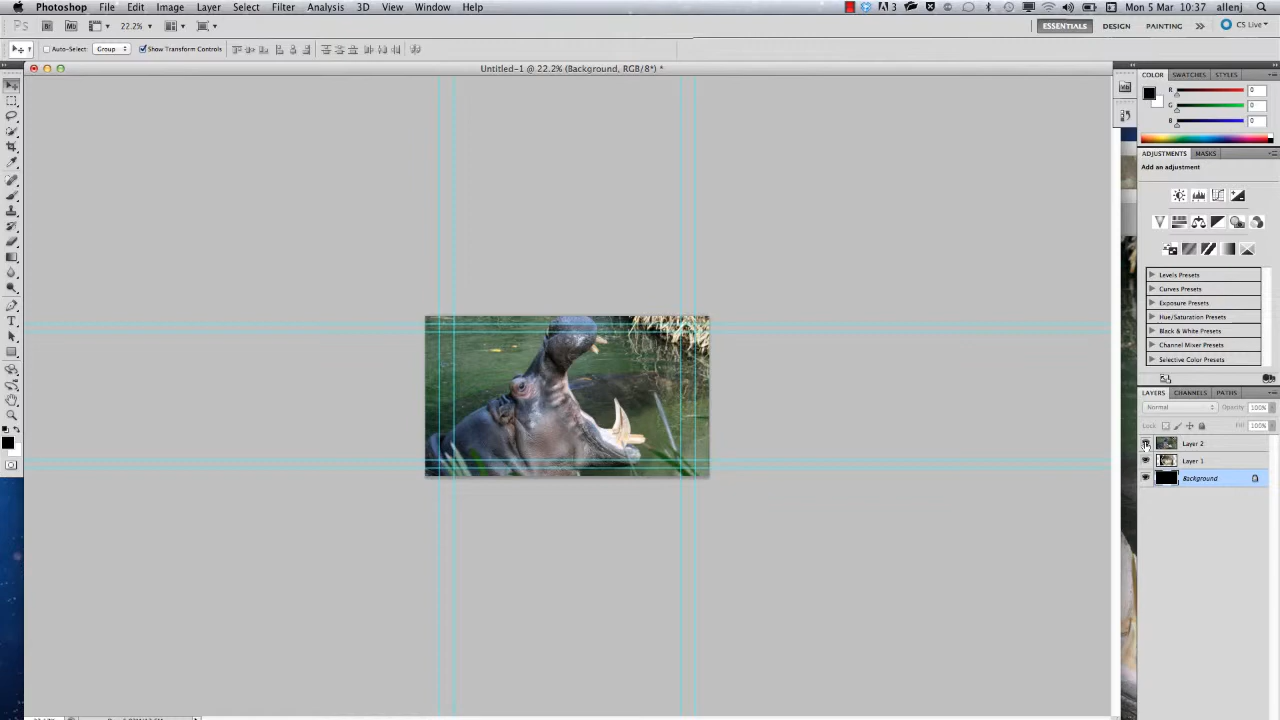 Photoshop File Edit Image Layer Select Filter Analysis 3D View Window Help
3 Mon 5 Mar 10:37 allenj
PS Br Mb 22.2% ESSENTIALS DESIGN PAINTING >> CS Live
Auto-Select: Group Show Transform Controls
Untitled-1 @ 22.2% (Background, RGB/8*) *
COLOR SWATCHES STYLES
R 0
G 0
B 0
ADJUSTMENTS MASKS
Add an adjustment
Levels Presets
Curves Presets
Exposure Presets
Hue/Saturation Presets
Black & White Presets
Channel Mixer Presets
Selective Color Presets
LAYERS CHANNELS PATHS
Normal Opacity: 100%
Lock: Fill: 100%
Layer 2
Layer 1
Background